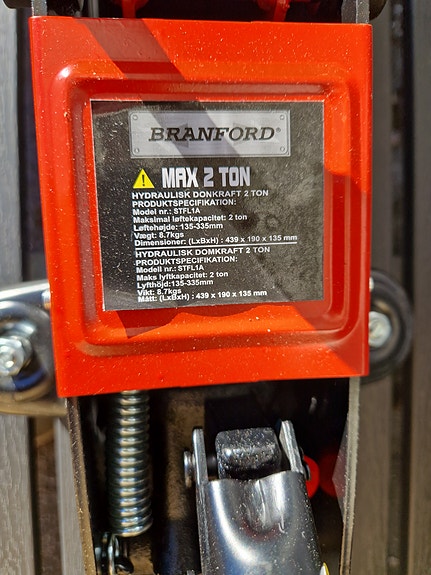 BRANFORD®
MAX 2 TON
HYDRAULISK DONKRAFT 2 TON
PRODUKTSPECIFIKATION:
Model nr.: STFL1A
Maksimal løftekapacitet: 2 ton
Løftehøjde: 135-335mm
Vægt: 8.7kgs
Dimensioner: (LxBxH) : 439 x 190 x 135 mm
HYDRAULISK DOMKRAFT 2 TON
PRODUKTSPECIFIKATION:
Modell nr.: STFL1A
Maks lyftkapacitet: 2 ton
Lyfthöjd:135-335mm
Vikt: 8.7kgs
Mått: (LxBxH) : 439 x 190 x 135 mm